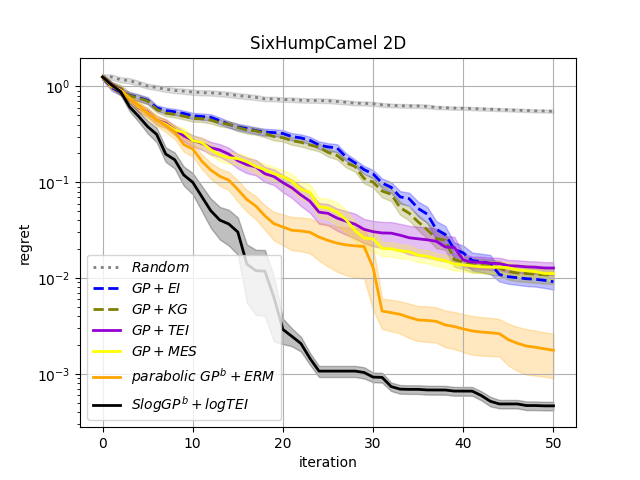 SixHumpCamel 2D
10⁰
10⁻¹
10⁻²
10⁻³
regret
Random
GP + EI
GP + KG
GP + TEI
GP + MES
parabolic GPᵇ + ERM
SlogGPᵇ + logTEI
0 10 20 30 40 50
iteration